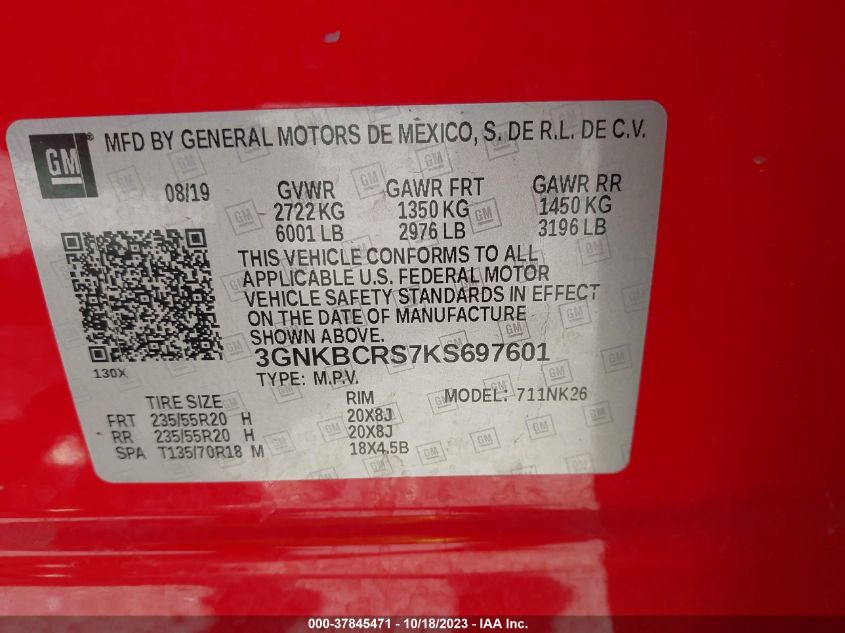 GM ® MFD BY GENERAL MOTORS DE MÉXICO, S. DE R.L. DE C.V.
08/19 GVWR GAWR FRT GAWR RR
2722 KG 1350 KG 1450 KG
6001 LB 2976 LB 3196 LB
THIS VEHICLE CONFORMS TO ALL
APPLICABLE U.S. FEDERAL MOTOR
VEHICLE SAFETY STANDARDS IN EFFECT
ON THE DATE OF MANUFACTURE
SHOWN ABOVE.
3GNKBCRS7KS697601
130X
TYPE: M.P.V. MODEL: 711NK26
TIRE SIZE RIM
FRT 235/55R20 H 20X8J
RR 235/55R20 H 20X8J
SPA T135/70R18 M 18X4.5B
000-37845471 - 10/18/2023 - IAA Inc.